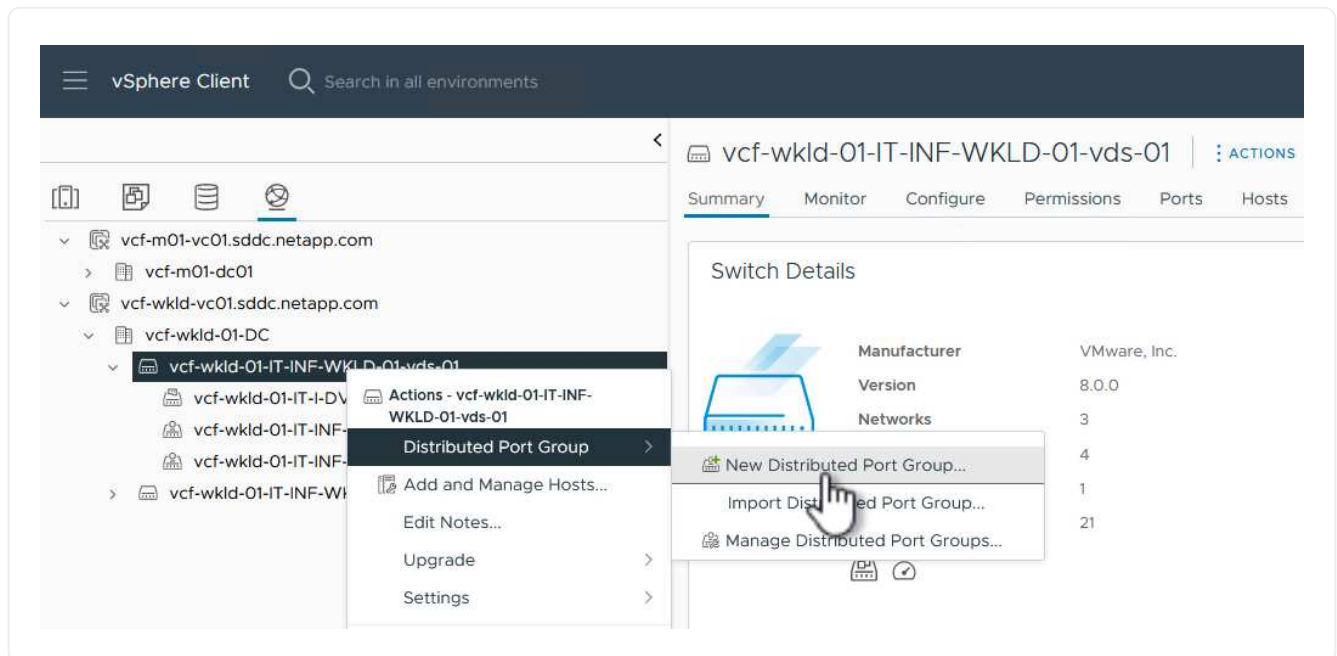 vSphere Client
Search in all environments
vcf-wkld-01-IT-INF-WKLD-01-vds-01
ACTIONS
Summary Monitor Configure Permissions Ports Hosts
vcf-m01-vc01.sddc.netapp.com
vcf-m01-dc01
vcf-wkld-vc01.sddc.netapp.com
vcf-wkld-01-DC
vcf-wkld-01-IT-INF-WKLD-01-vds-01
vcf-wkld-01-IT-I-DV
vcf-wkld-01-IT-INF-
vcf-wkld-01-IT-INF-
vcf-wkld-01-IT-INF-WK
Actions - vcf-wkld-01-IT-INF-
WKLD-01-vds-01
Distributed Port Group
Add and Manage Hosts...
Edit Notes...
Upgrade
Settings
New Distributed Port Group...
Import Distributed Port Group...
Manage Distributed Port Groups...
Switch Details
Manufacturer VMware, Inc.
Version 8.0.0
Networks 3
4
1
21